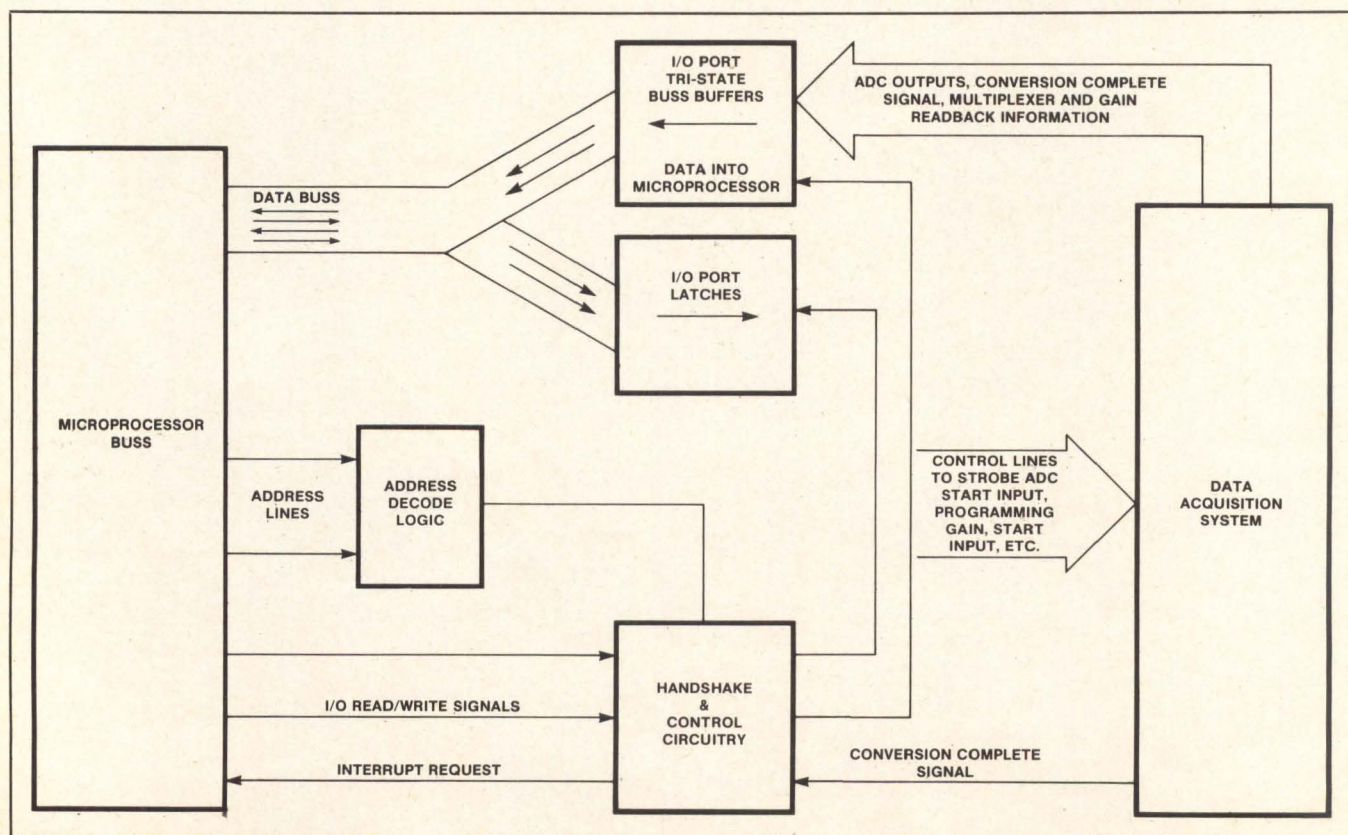 I/O PORT
TRI-STATE
BUSS BUFFERS
DATA INTO
MICROPROCESSOR
ADC OUTPUTS, CONVERSION COMPLETE
SIGNAL, MULTIPLEXER AND GAIN
READBACK INFORMATION
DATA BUSS
I/O PORT
LATCHES
MICROPROCESSOR
BUSS
ADDRESS
LINES
ADDRESS
DECODE
LOGIC
CONTROL LINES
TO STROBE ADC
START INPUT,
PROGRAMMING
GAIN, START
INPUT, ETC.
DATA
ACQUISITION
SYSTEM
I/O READ/WRITE SIGNALS
HANDSHAKE
&
CONTROL
CIRCUITRY
INTERRUPT REQUEST
CONVERSION COMPLETE
SIGNAL